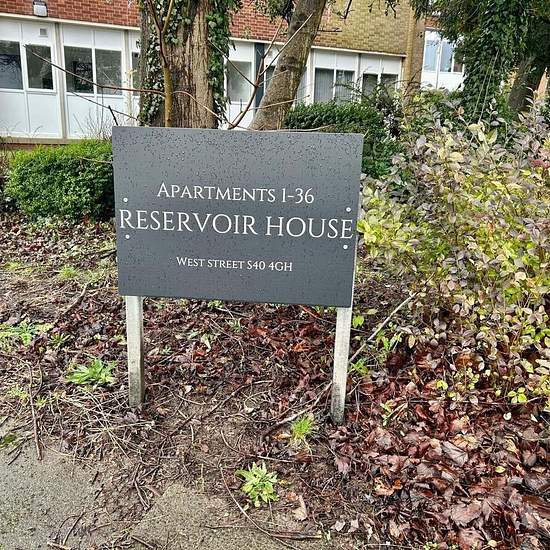 APARTMENTS 1-36
RESERVOIR HOUSE
WEST STREET S40 4GH